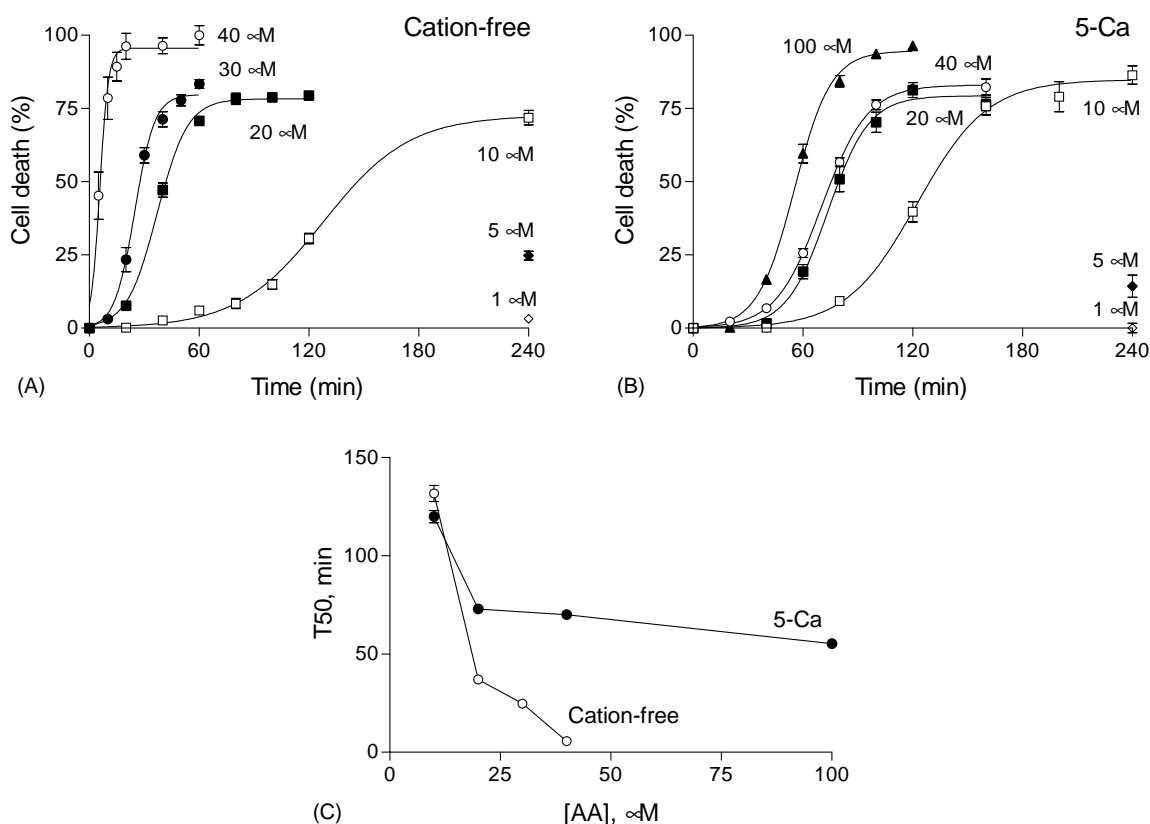 Cation-free
5-Ca
100
75
50
25
0
Cell death (%)
40 ∝M
30 ∝M
20 ∝M
10 ∝M
5 ∝M
1 ∝M
0
60
120
180
240
(A)
Time (min)
100
75
50
25
0
Cell death (%)
100 ∝M
40 ∝M
20 ∝M
10 ∝M
5 ∝M
1 ∝M
0
60
120
180
240
(B)
Time (min)
150
100
50
0
T50, min
5-Ca
Cation-free
0
25
50
75
100
(C)
[AA], ∝M